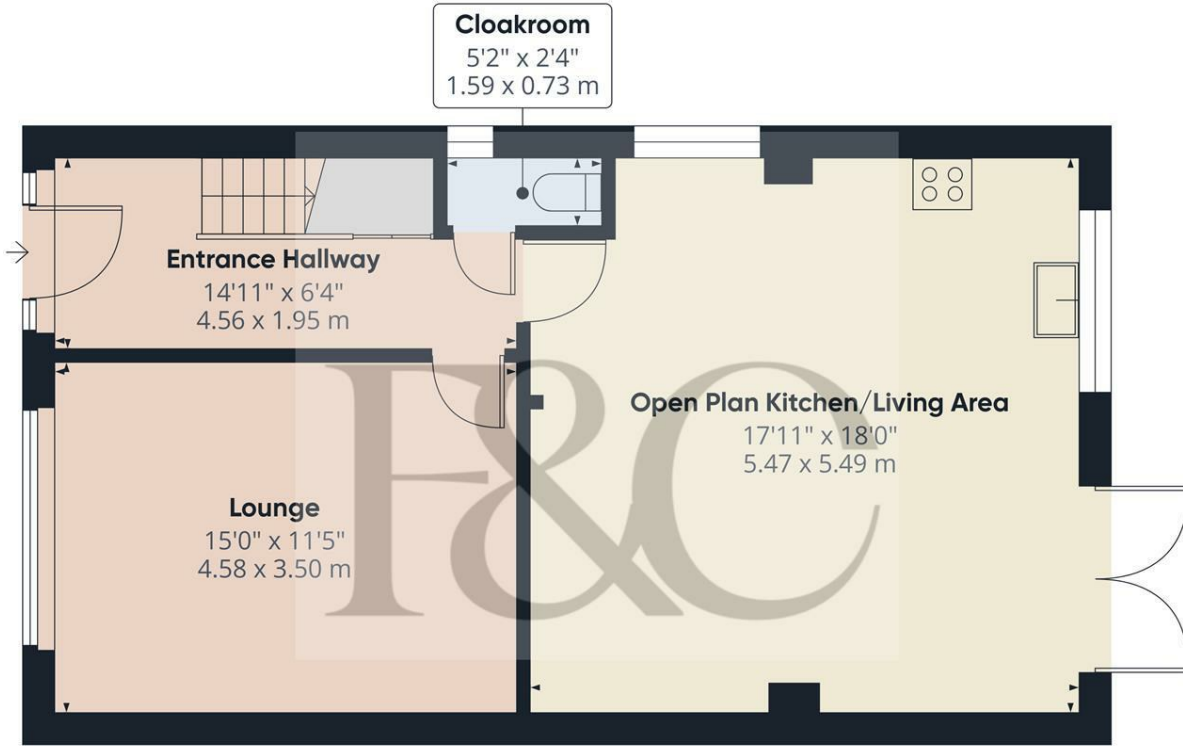 Cloakroom
5'2" x 2'4"
1.59 x 0.73 m
Entrance Hallway
14'11" x 6'4"
4.56 x 1.95 m
Open Plan Kitchen/Living Area
17'11" x 18'0"
5.47 x 5.49 m
Lounge
15'0" x 11'5"
4.58 x 3.50 m
F&C